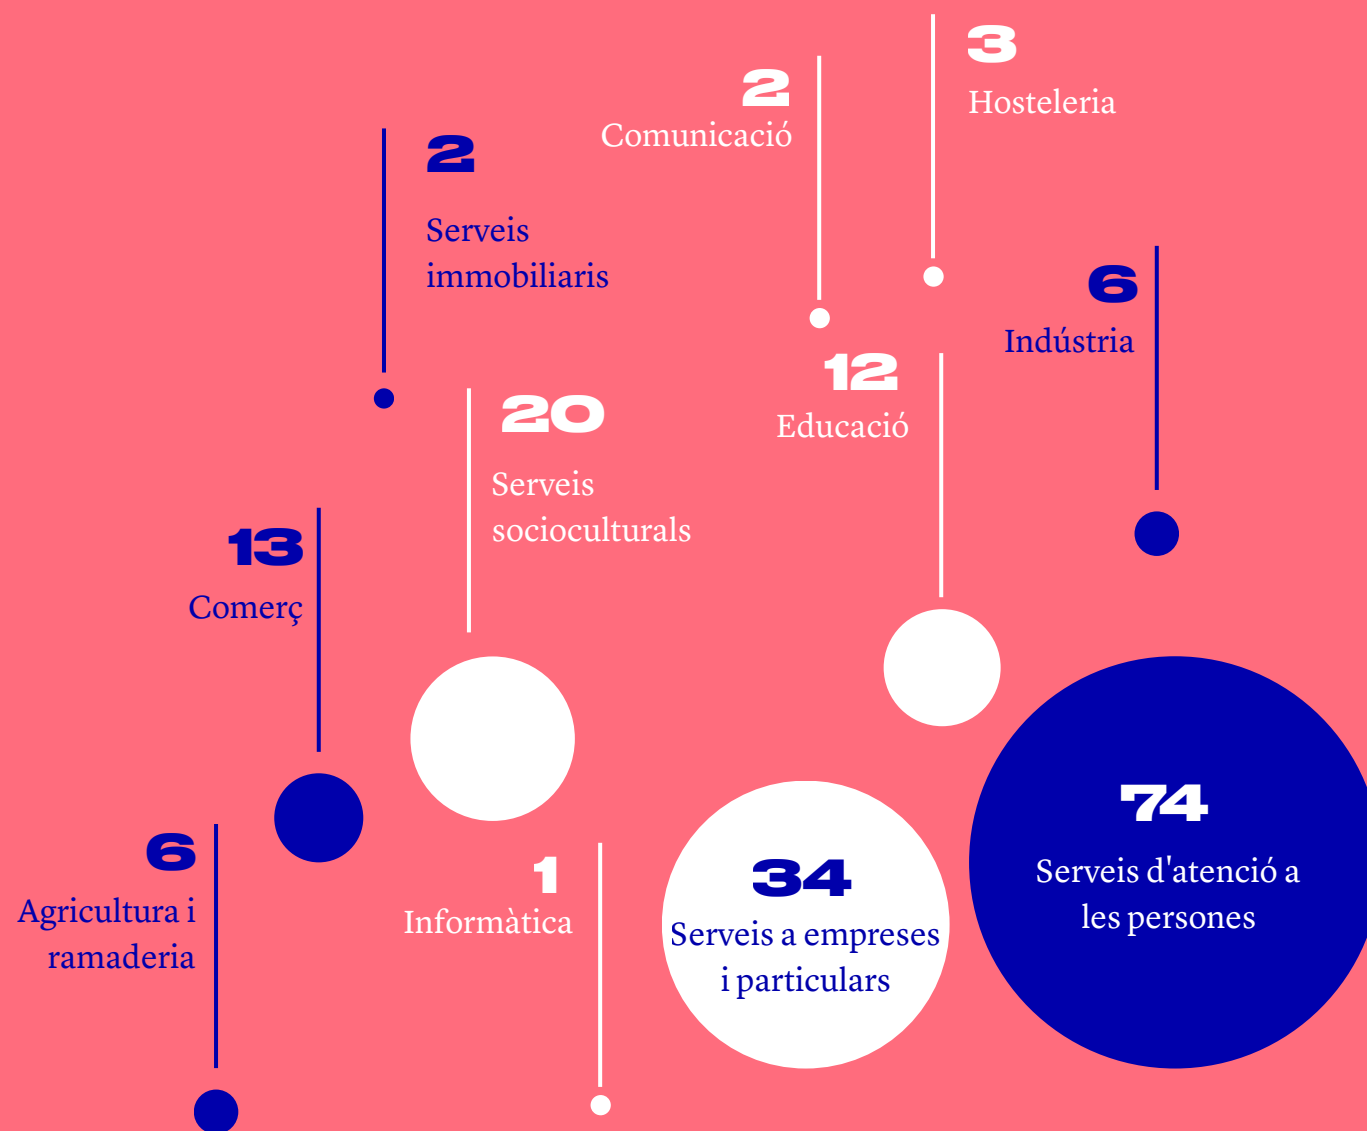 3
Hosteleria
2
Comunicació
2
Serveis
immobiliaris
6
Indústria
12
Educació
20
Serveis
socioculturals
13
Comerç
74
Serveis d'atenció a
les persones
6
Agricultura i
ramaderia
1
Informàtica
34
Serveis a empreses
i particulars